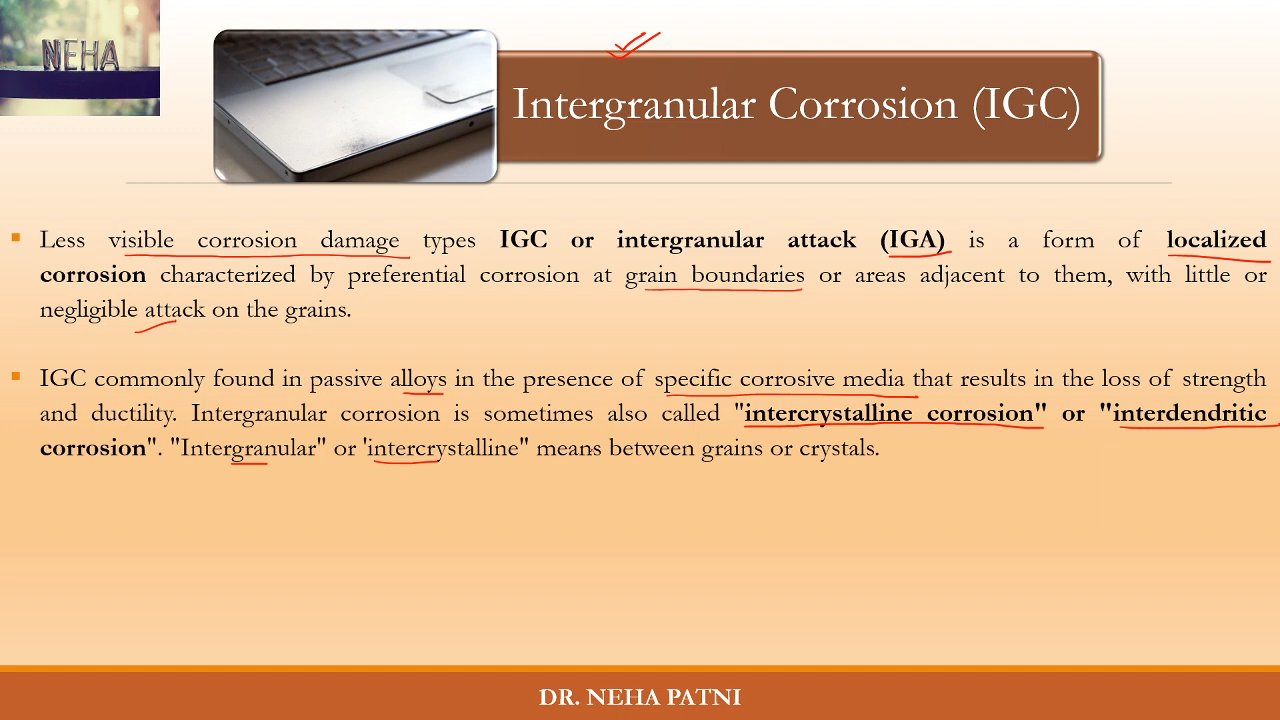 NEHA
Intergranular Corrosion (IGC)
Less visible corrosion damage types IGC or intergranular attack (IGA) is a form of localized
corrosion characterized by preferential corrosion at grain boundaries or areas adjacent to them, with little or
negligible attack on the grains.
IGC commonly found in passive alloys in the presence of specific corrosive media that results in the loss of strength
and ductility. Intergranular corrosion is sometimes also called "intercrystalline corrosion" or "interdendritic
corrosion". "Intergranular" or 'intercrystalline" means between grains or crystals.
DR. NEHA PATNI